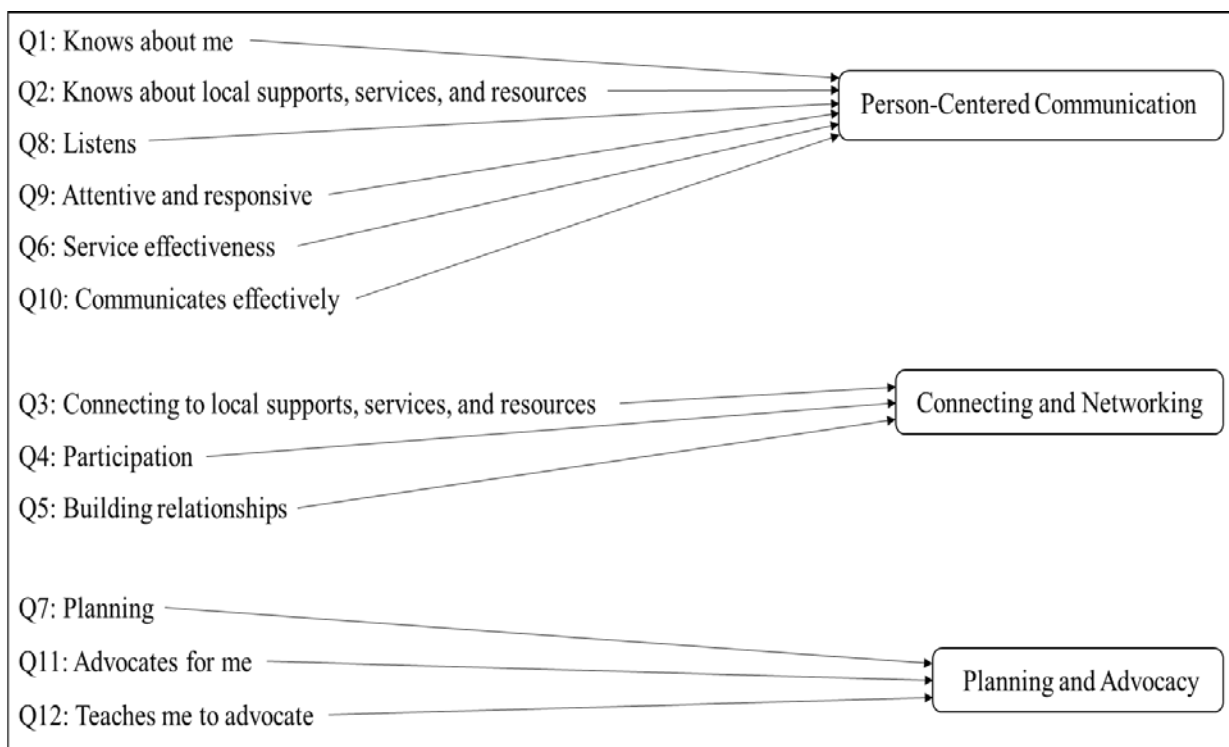 Q1: Knows about me
Q2: Knows about local supports, services, and resources
Q8: Listens
Q9: Attentive and responsive
Q6: Service effectiveness
Q10: Communicates effectively
Person-Centered Communication
Q3: Connecting to local supports, services, and resources
Q4: Participation
Q5: Building relationships
Connecting and Networking
Q7: Planning
Q11: Advocates for me
Q12: Teaches me to advocate
Planning and Advocacy